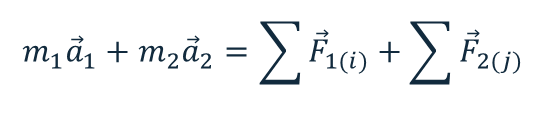 m₁a⃗₁ + m₂a⃗₂ = ∑ F⃗₁₍ᵢ₎ + ∑ F⃗₂₍ⱼ₎